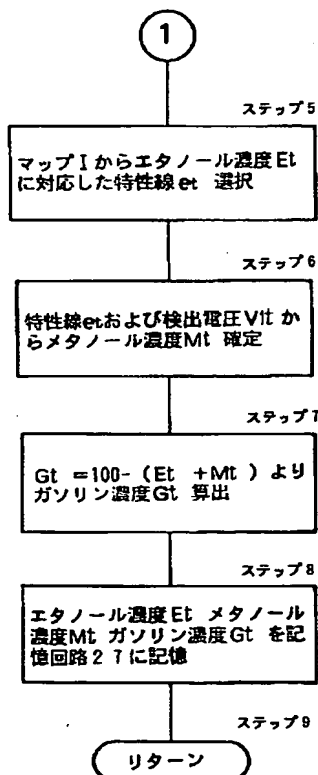 1
ステップ5
マップIからエタノール濃度Et
に対応した特性線et 選択
ステップ6
特性線etおよび検出電圧V1t か
らメタノール濃度Mt 確定
ステップ7
Gt =100-(Et +Mt )より
ガソリン濃度Gt 算出
ステップ8
エタノール濃度Et メタノール
濃度Mt ガソリン濃度Gt を記
憶回路27に記憶
ステップ9
リターン